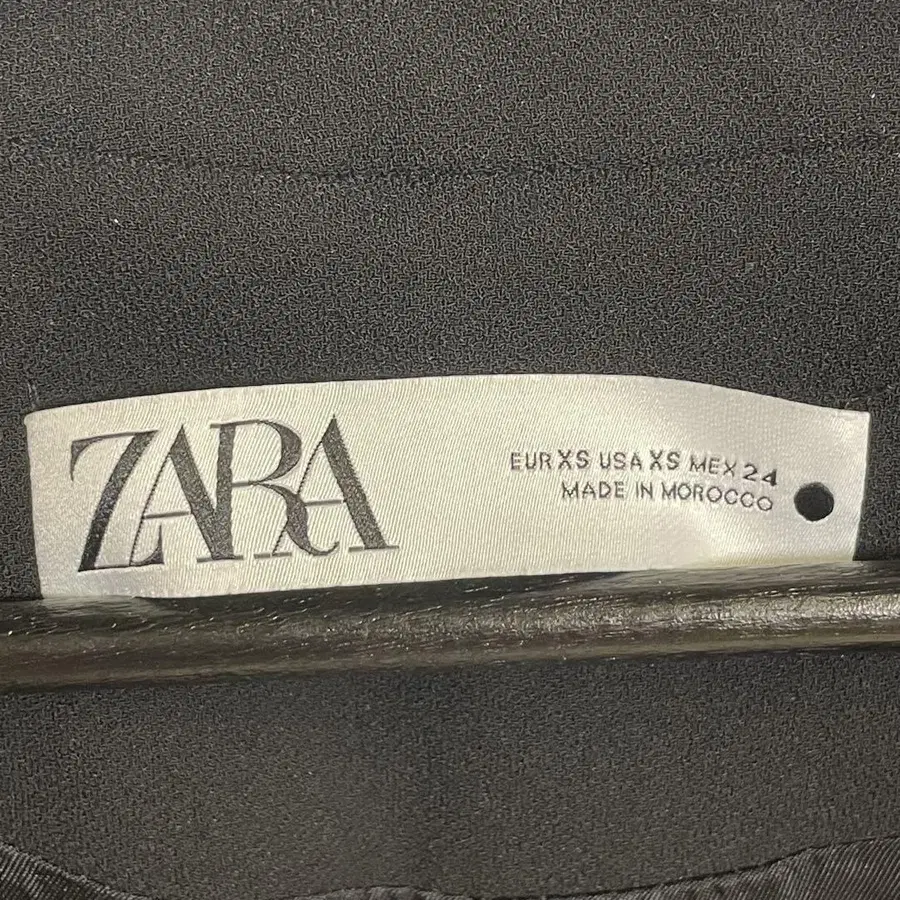 ZARA
EUR XS USA XS MEX 24
MADE IN MOROCCO